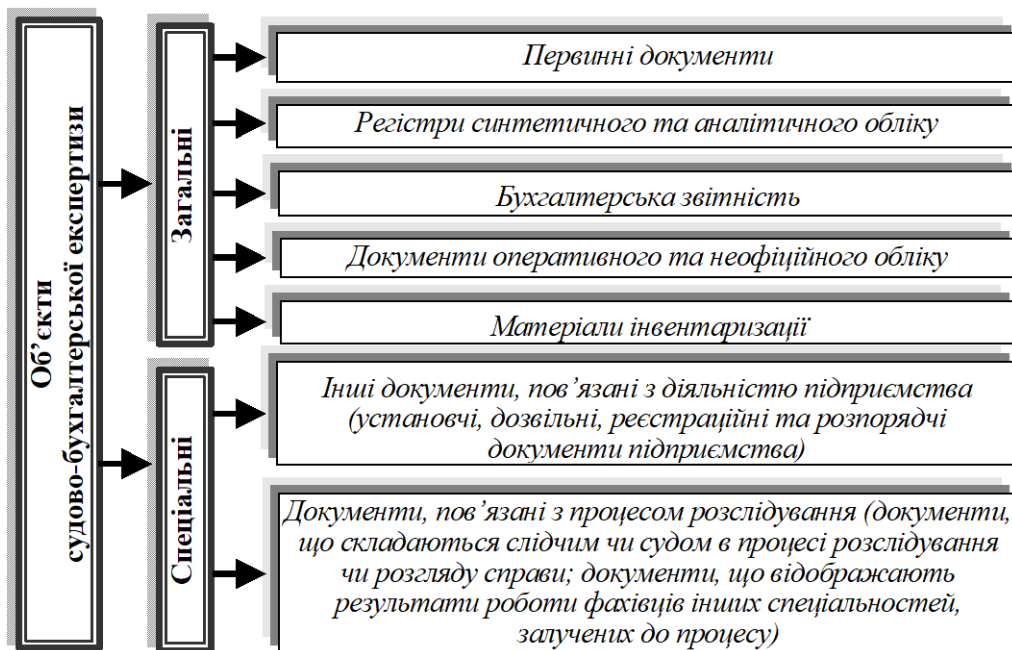 Об’єкти
судово-бухгалтерської експертизи
Загальні
Первинні документи
Регістри синтетичного та аналітичного обліку
Бухгалтерська звітність
Документи оперативного та неофіційного обліку
Матеріали інвентаризації
Спеціальні
Інші документи, пов’язані з діяльністю підприємства
(установчі, дозвільні, реєстраційні та розпорядчі
документи підприємства)
Документи, пов’язані з процесом розслідування (документи,
що складаються слідчим чи судом в процесі розслідування
чи розгляду справи; документи, що відображають
результати роботи фахівців інших спеціальностей,
залучених до процесу)